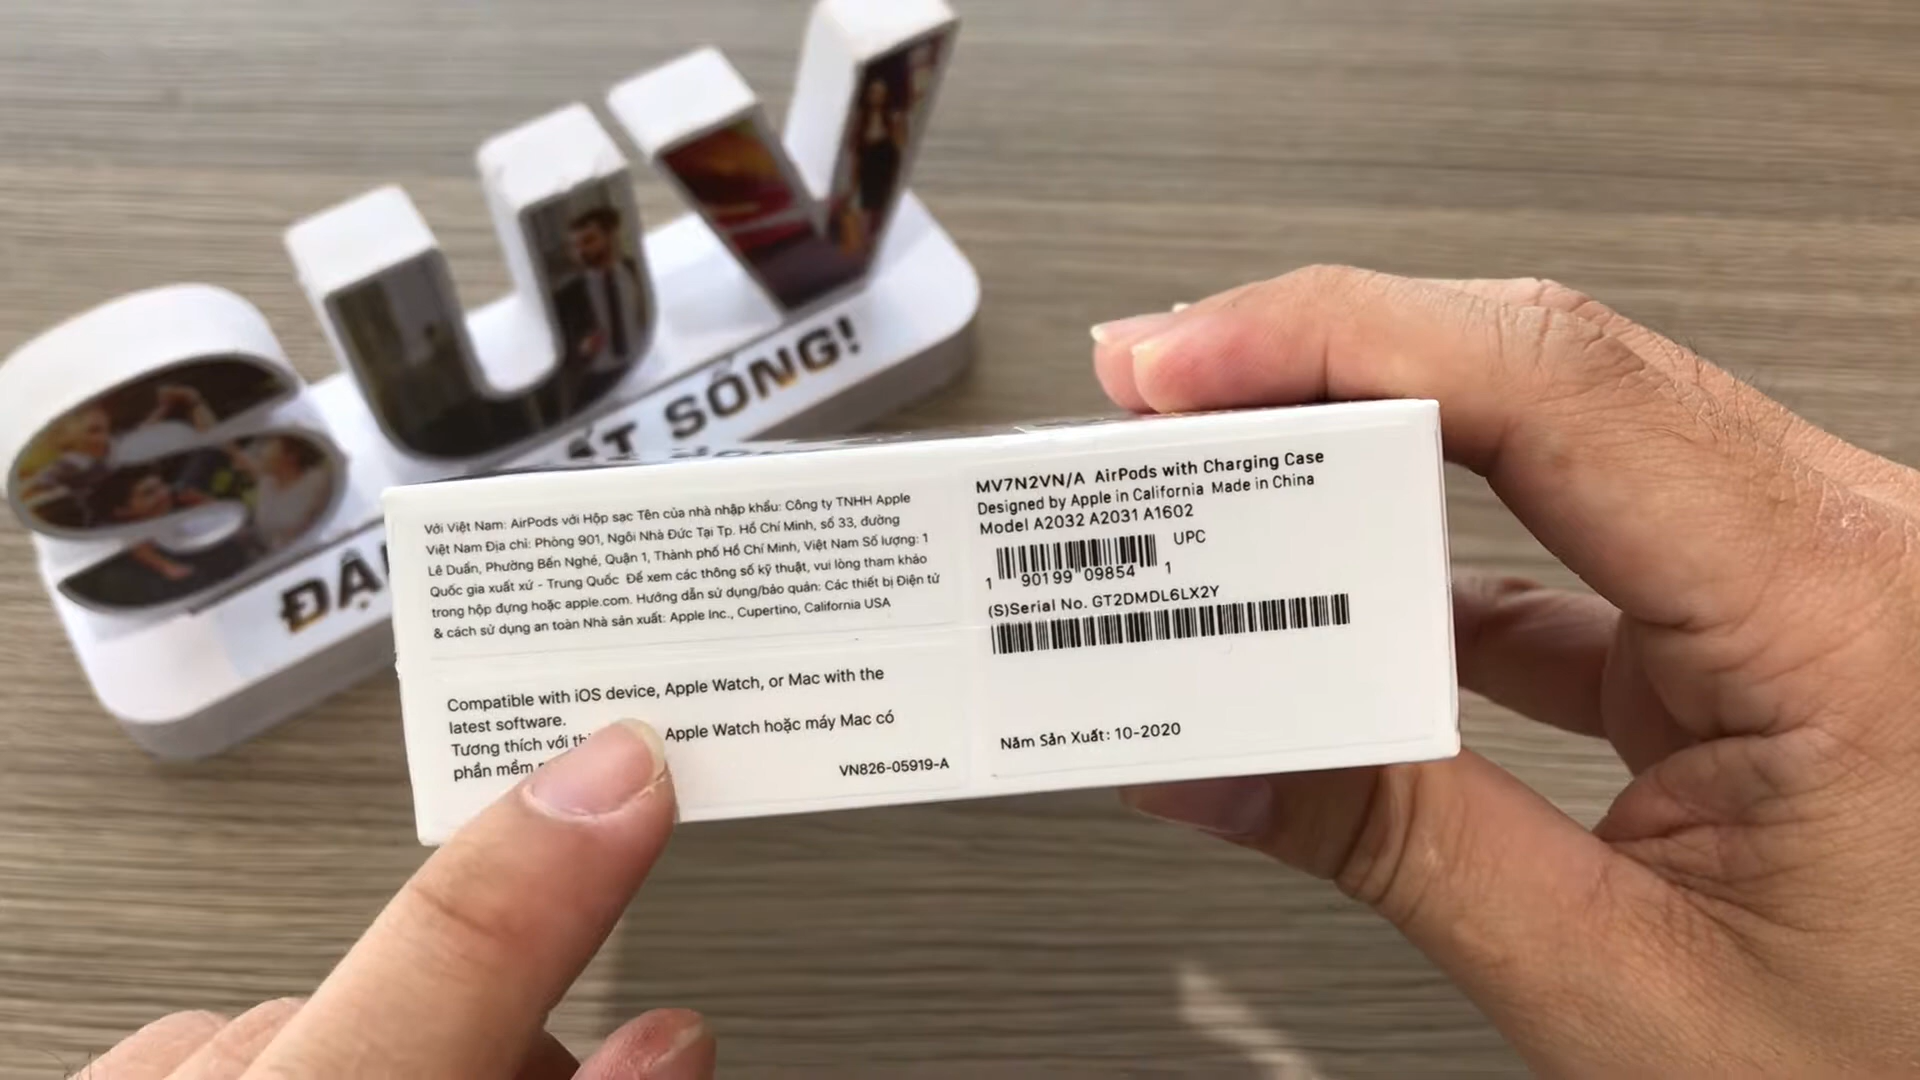 SUV
ĐẬ
ẤT SỐNG!
Với Việt Nam: AirPods với Hộp sạc Tên của nhà nhập khẩu: Công ty TNHH Apple
Việt Nam Địa chỉ: Phòng 901, Ngôi Nhà Đức Tại Tp. Hồ Chí Minh, số 33, đường
Lê Duẩn, Phường Bến Nghé, Quận 1, Thành phố Hồ Chí Minh, Việt Nam Số lượng: 1
Quốc gia xuất xứ - Trung Quốc Để xem các thông số kỹ thuật, vui lòng tham khảo
trong hộp đựng hoặc apple.com. Hướng dẫn sử dụng/bảo quản: Các thiết bị Điện tử
& cách sử dụng an toàn Nhà sản xuất: Apple Inc., Cupertino, California USA
Compatible with iOS device, Apple Watch, or Mac with the
latest software.
Tương thích với Apple Watch hoặc máy Mac có
phần mềm
VN826-05919-A
MV7N2VN/A AirPods with Charging Case
Designed by Apple in California Made in China
Model A2032 A2031 A1602
UPC
1 90199 09854 1
(S)Serial No. GT2DMDL6LX2Y
Năm Sản Xuất: 10-2020